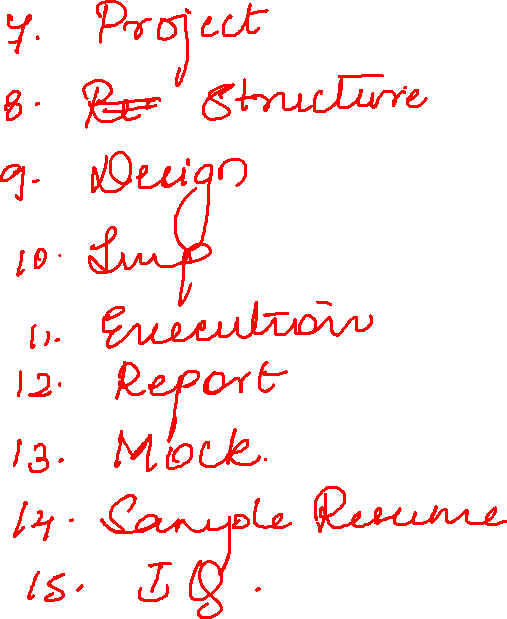 7. Project
8. Structure
9. Design
10. Imp
11. Execution
12. Report
13. Mock.
14. Sample Resume
15. IQ.